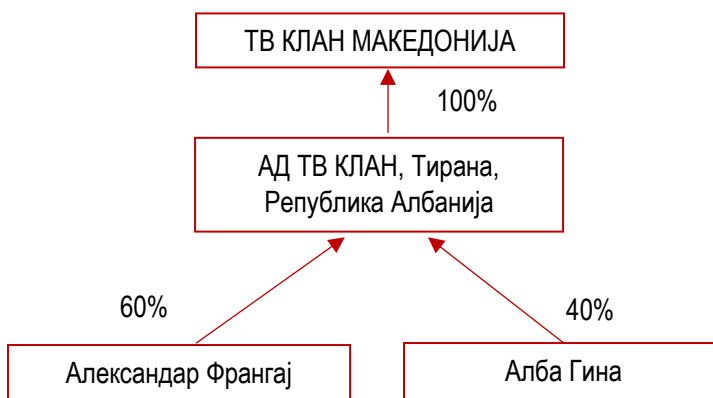 ТВ КЛАН МАКЕДОНИЈА
100%
АД ТВ КЛАН, Тирана,
Република Албанија
60%
40%
Александар Франгај
Алба Гина